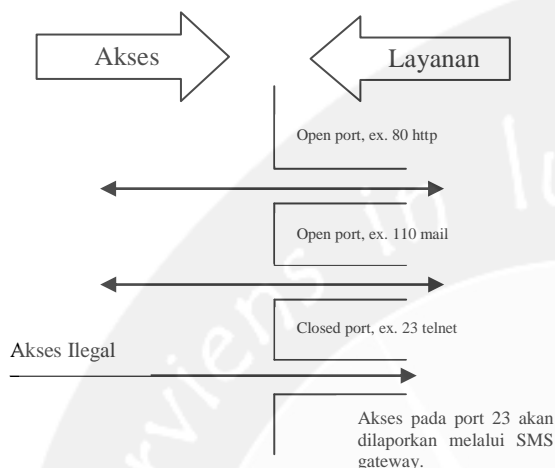 Akses
Layanan
Open port, ex. 80 http
Open port, ex. 110 mail
Closed port, ex. 23 telnet
Akses Ilegal
Akses pada port 23 akan
dilaporkan melalui SMS
gateway.